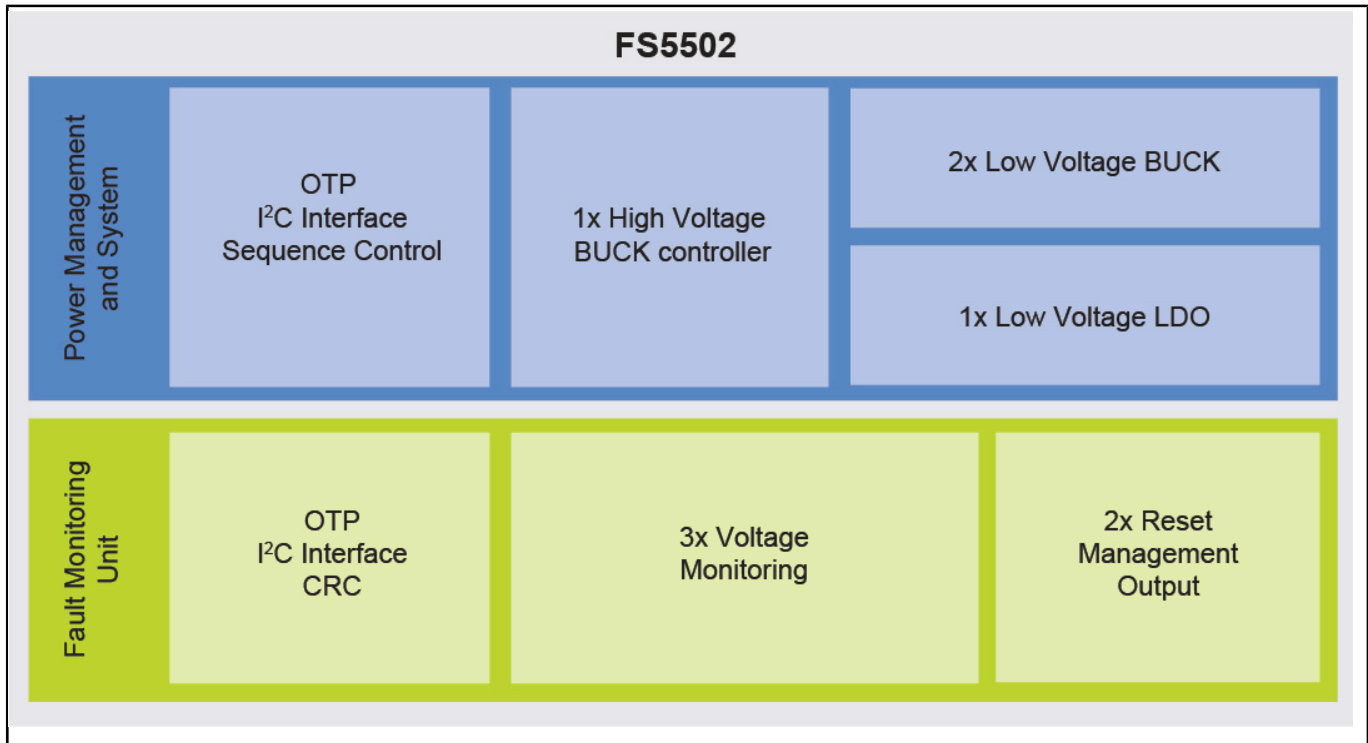 FS5502
Power Management
and System
OTP
I²C Interface
Sequence Control
1x High Voltage
BUCK controller
2x Low Voltage BUCK
1x Low Voltage LDO
Fault Monitoring
Unit
OTP
I²C Interface
CRC
3x Voltage
Monitoring
2x Reset
Management
Output